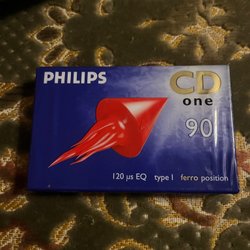 PHILIPS
CD
one
90
120 µs EQ type I ferro position